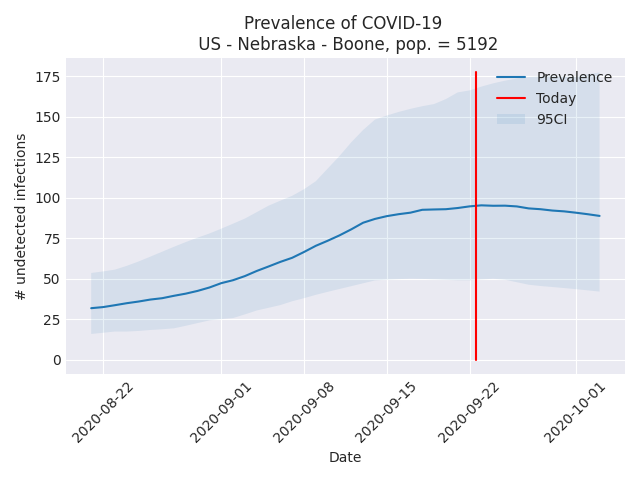 Prevalence of COVID-19
US - Nebraska - Boone, pop. = 5192
175
150
125
100
75
50
25
0
# undetected infections
Prevalence
Today
95CI
2020-08-22
2020-09-01
2020-09-08
2020-09-15
2020-09-22
2020-10-01
Date